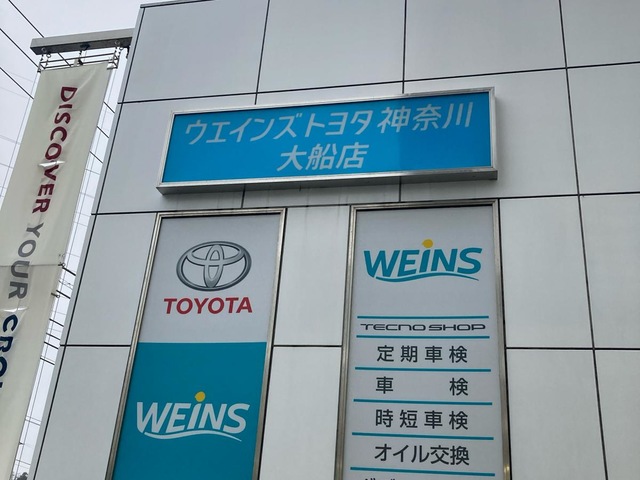 DISCOVER YOUR
ウエインズトヨタ神奈川
大船店
TOYOTA
WEiNS
WEiNS
TECNO SHOP
定期車検
車検
時短車検
オイル交換